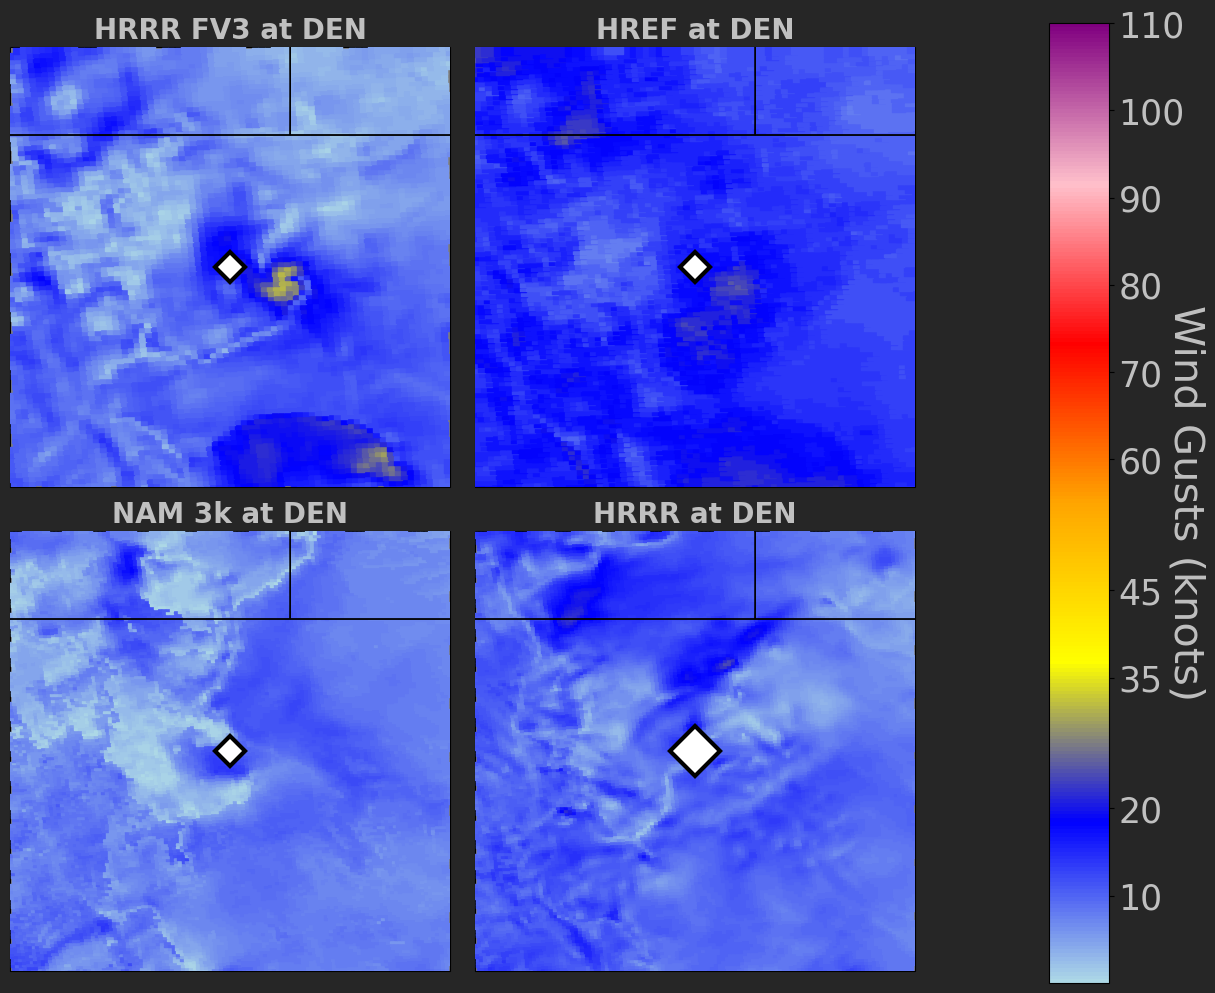 HRRR FV3 at DEN
HREF at DEN
NAM 3k at DEN
HRRR at DEN
110
100
90
80
70
60
45
35
20
10
Wind Gusts (knots)